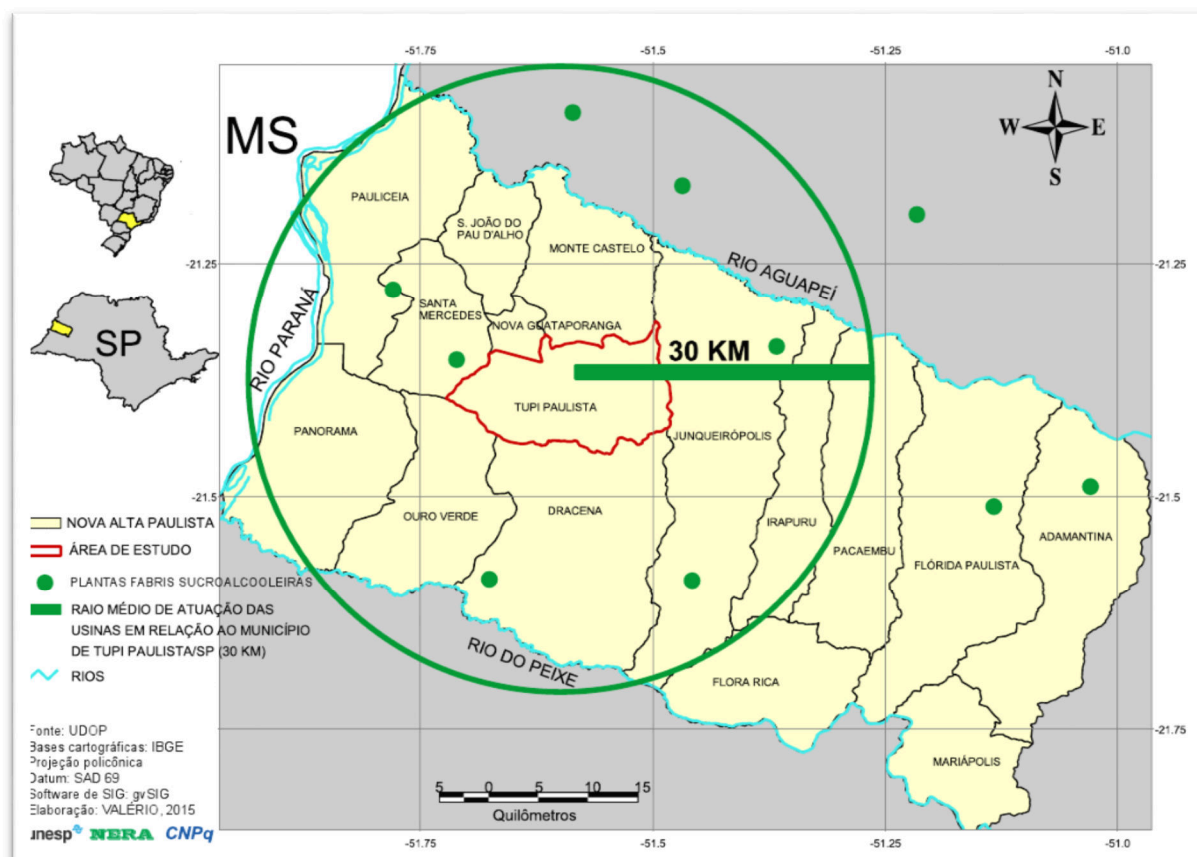 -51.75
-51.5
-51.25
-51.0
MS
N
W
E
S
PAULICEIA
S. JOÃO DO
PAU D'ALHO
MONTE CASTELO
-21.25
-21.25
RIO AGUAPEÍ
RIO PARANÁ
SANTA
MERCEDES
NOVA GUATAPORANGA
SP
30 KM
TUPI PAULISTA
PANORAMA
JUNQUEIRÓPOLIS
-21.5
-21.5
OURO VERDE
DRACENA
IRAPURU
PACAEMBU
FLÓRIDA PAULISTA
ADAMANTINA
NOVA ALTA PAULISTA
ÁREA DE ESTUDO
PLANTAS FABRIS SUCROALCOOLEIRAS
RAIO MÉDIO DE ATUAÇÃO DAS
USINAS EM RELAÇÃO AO MUNICÍPIO
DE TUPI PAULISTA/SP (30 KM)
RIOS
RIO DO PEIXE
FLORA RICA
-21.75
-21.75
MARIÁPOLIS
Fonte: UDOP
Bases cartográficas: IBGE
Projeção policônica
Datum: SAD 69
Software de SIG: gvSIG
Elaboração: VALÉRIO, 2015
unesp NERA CNPq
5 0 5 10 15
Quilômetros
-51.75
-51.5
-51.25
-51.0